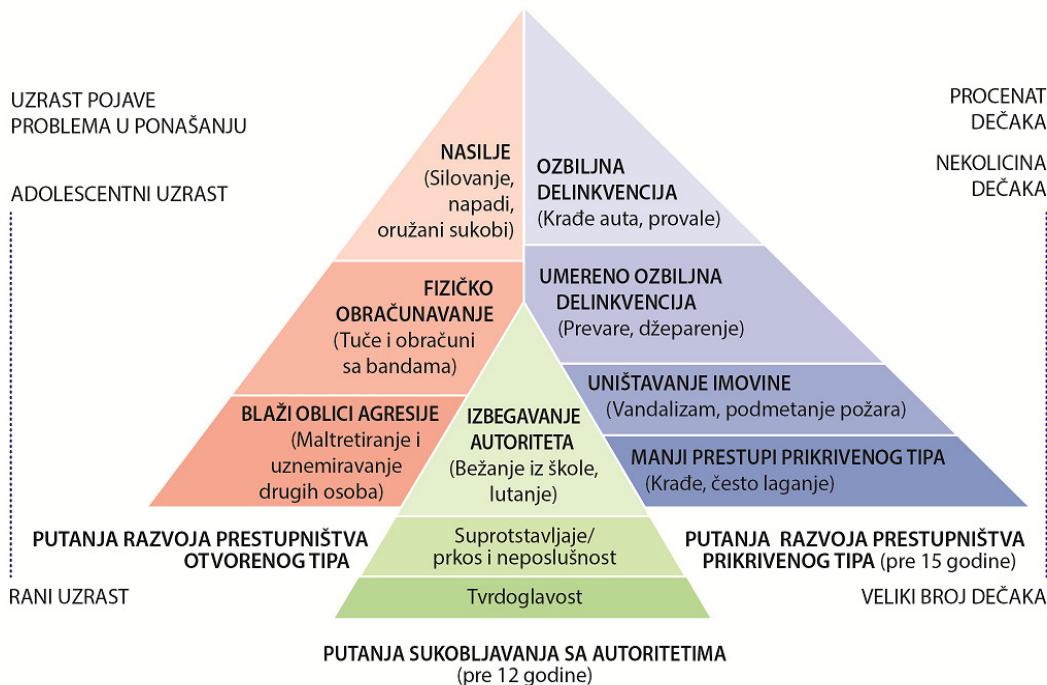 UZRAST POJAVE
PROBLEMA U PONAŠANJU
ADOLESCENTNI UZRAST
PROCENAT
DEČAKA
NEKOLICINA
DEČAKA
NASILJE
(Silovanje,
napadi,
oružani sukobi)
OZBILJNA
DELINKVENCIJA
(Krađe auta, provale)
FIZIČKO
OBRAČUNAVANJE
(Tuče i obračuni
sa bandama)
UMERENO OZBILJNA
DELINKVENCIJA
(Prevare, džeparenje)
UNIŠTAVANJE IMOVINE
(Vandalizam, podmetanje požara)
BLAŽI OBLICI AGRESIJE
(Maltretiranje i
uznemiravanje
drugih osoba)
IZBEGAVANJE
AUTORITETA
(Bežanje iz škole,
lutanje)
MANJI PRESTUPI PRIKRIVENOG TIPA
(Krađe, često laganje)
PUTANJA RAZVOJA PRESTUPNIŠTVA
OTVORENOG TIPA
Suprotstavljaje/
prkos i neposlušnost
PUTANJA RAZVOJA PRESTUPNIŠTVA
PRIKRIVENOG TIPA (pre 15 godine)
RANI UZRAST
Tvrdoglavost
VELIKI BROJ DEČAKA
PUTANJA SUKOBLJAVANJA SA AUTORITETIMA
(pre 12 godine)